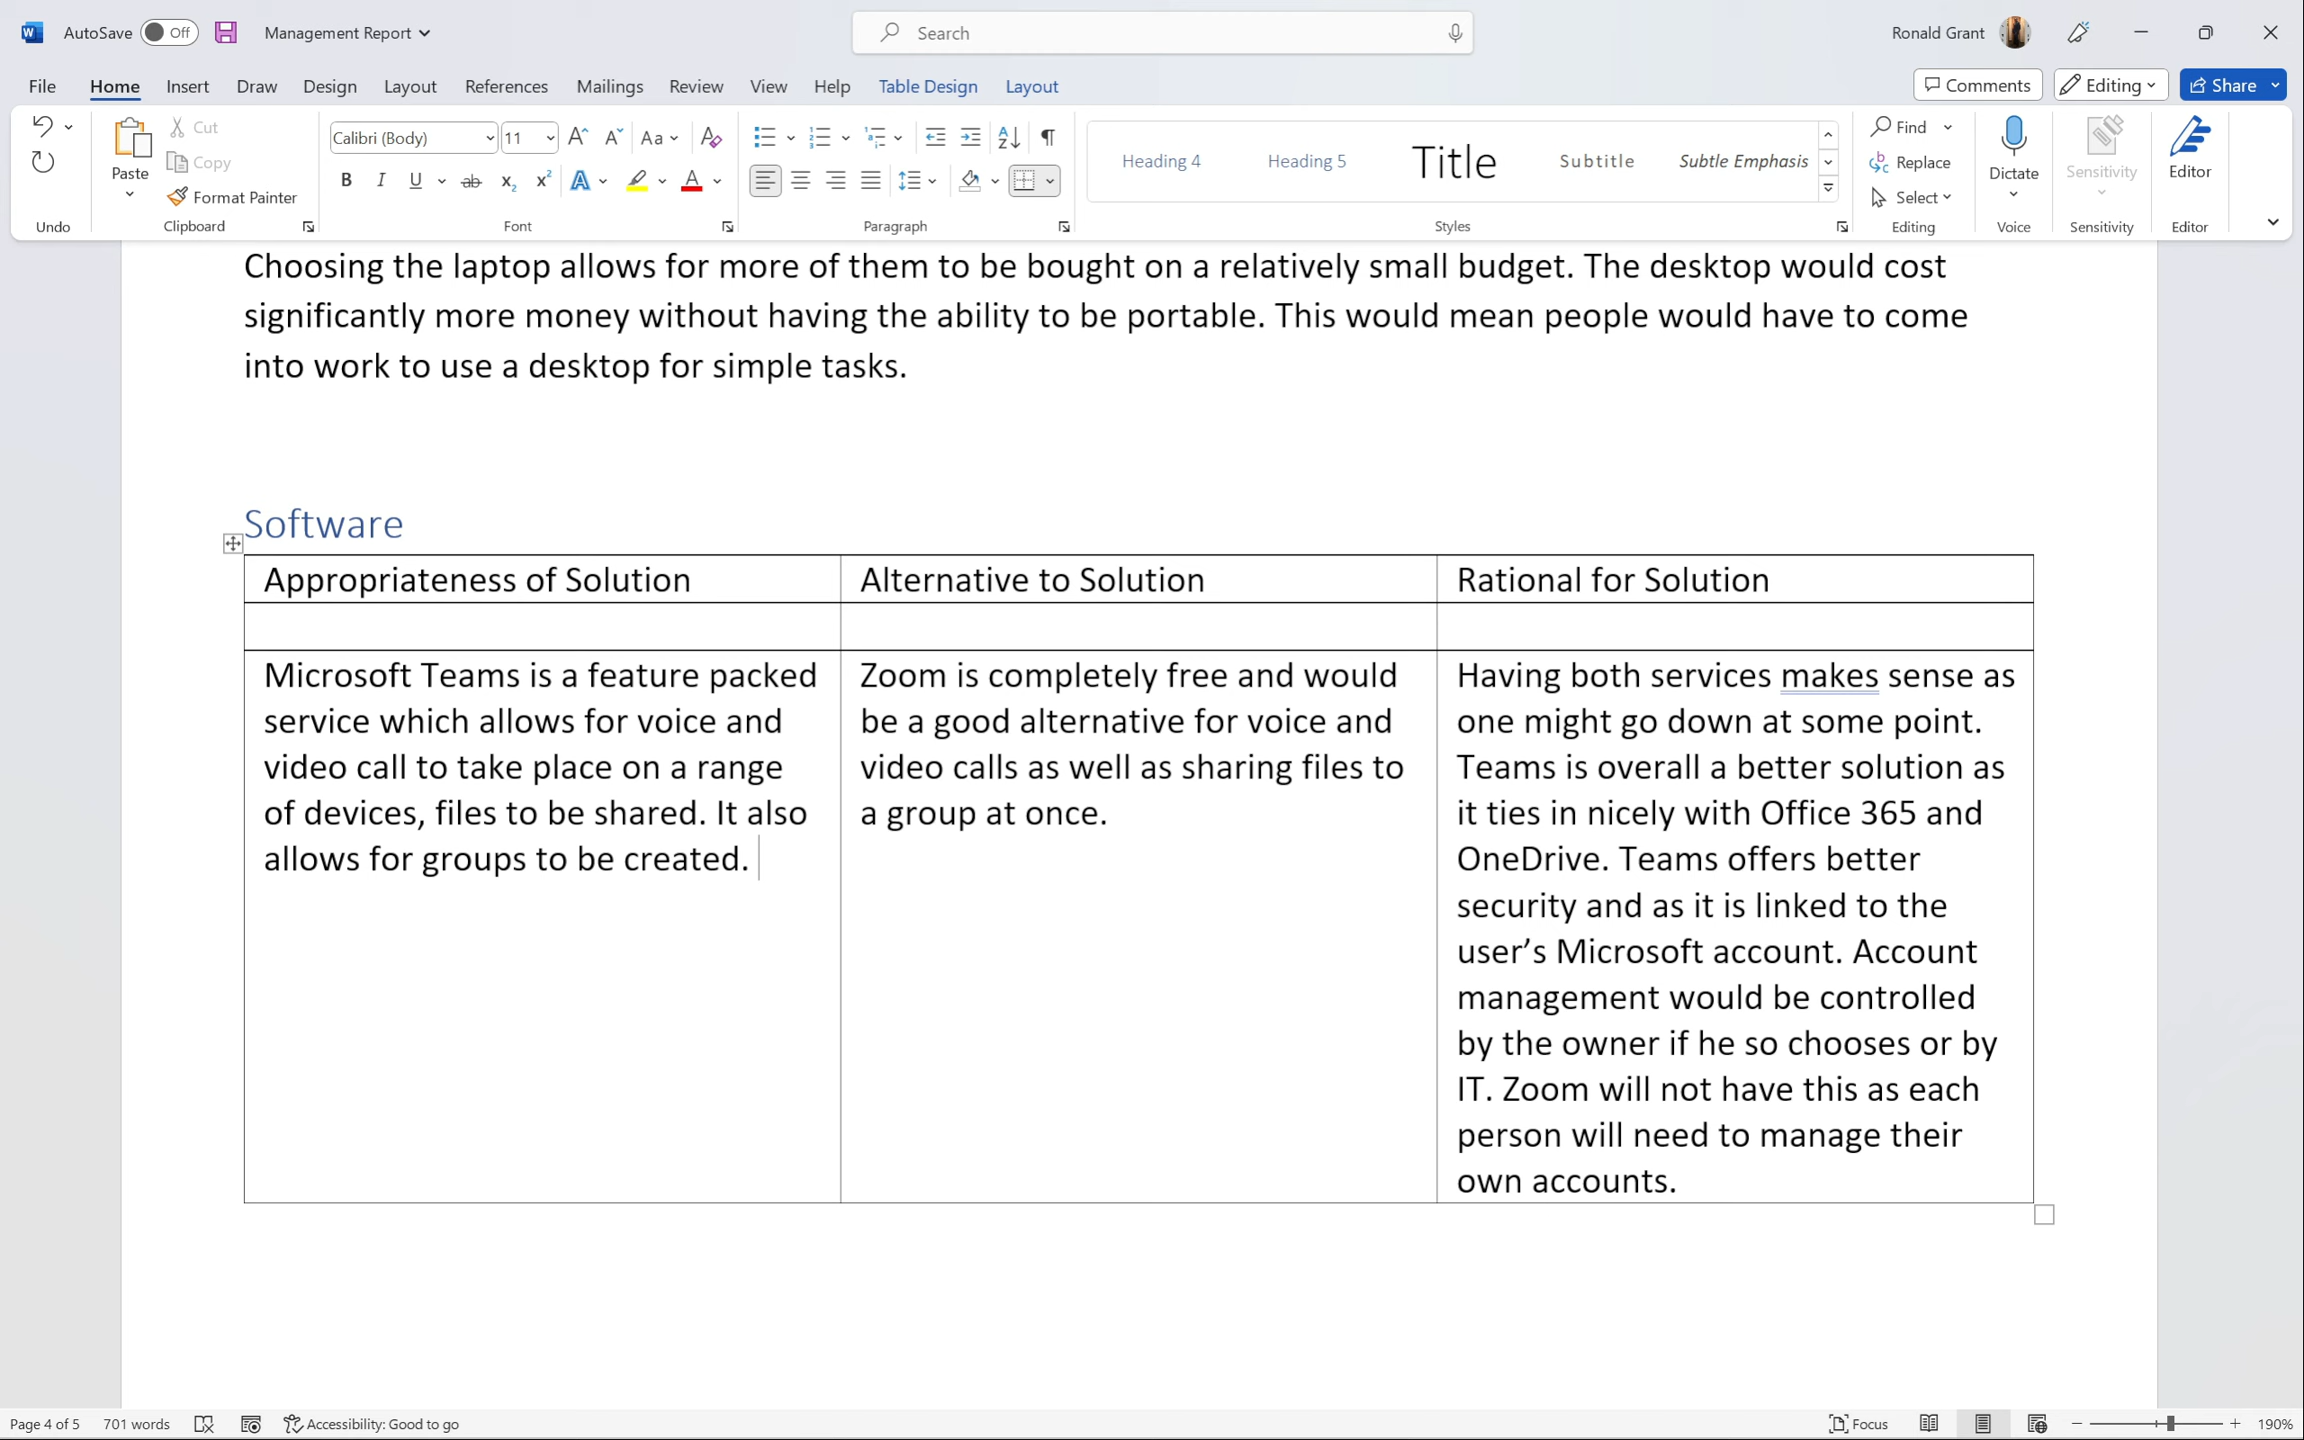 AutoSave Off Management Report Search Ronald Grant
File Home Insert Draw Design Layout References Mailings Review View Help Table Design Layout Comments Editing Share
Paste Cut Copy Format Painter
Calibri (Body) 11
Heading 4 Heading 5 Title Subtitle Subtle Emphasis
Find Replace Select Dictate Sensitivity Editor
Undo Clipboard Font Paragraph Styles Editing Voice Sensitivity Editor
Choosing the laptop allows for more of them to be bought on a relatively small budget. The desktop would cost
significantly more money without having the ability to be portable. This would mean people would have to come
into work to use a desktop for simple tasks.
Software
Appropriateness of Solution
Alternative to Solution
Rational for Solution
Microsoft Teams is a feature packed
service which allows for voice and
video call to take place on a range
of devices, files to be shared. It also
allows for groups to be created.
Zoom is completely free and would
be a good alternative for voice and
video calls as well as sharing files to
a group at once.
Having both services makes sense as
one might go down at some point.
Teams is overall a better solution as
it ties in nicely with Office 365 and
OneDrive. Teams offers better
security and as it is linked to the
user’s Microsoft account. Account
management would be controlled
by the owner if he so chooses or by
IT. Zoom will not have this as each
person will need to manage their
own accounts.
Page 4 of 5 701 words Accessibility: Good to go Focus 190%